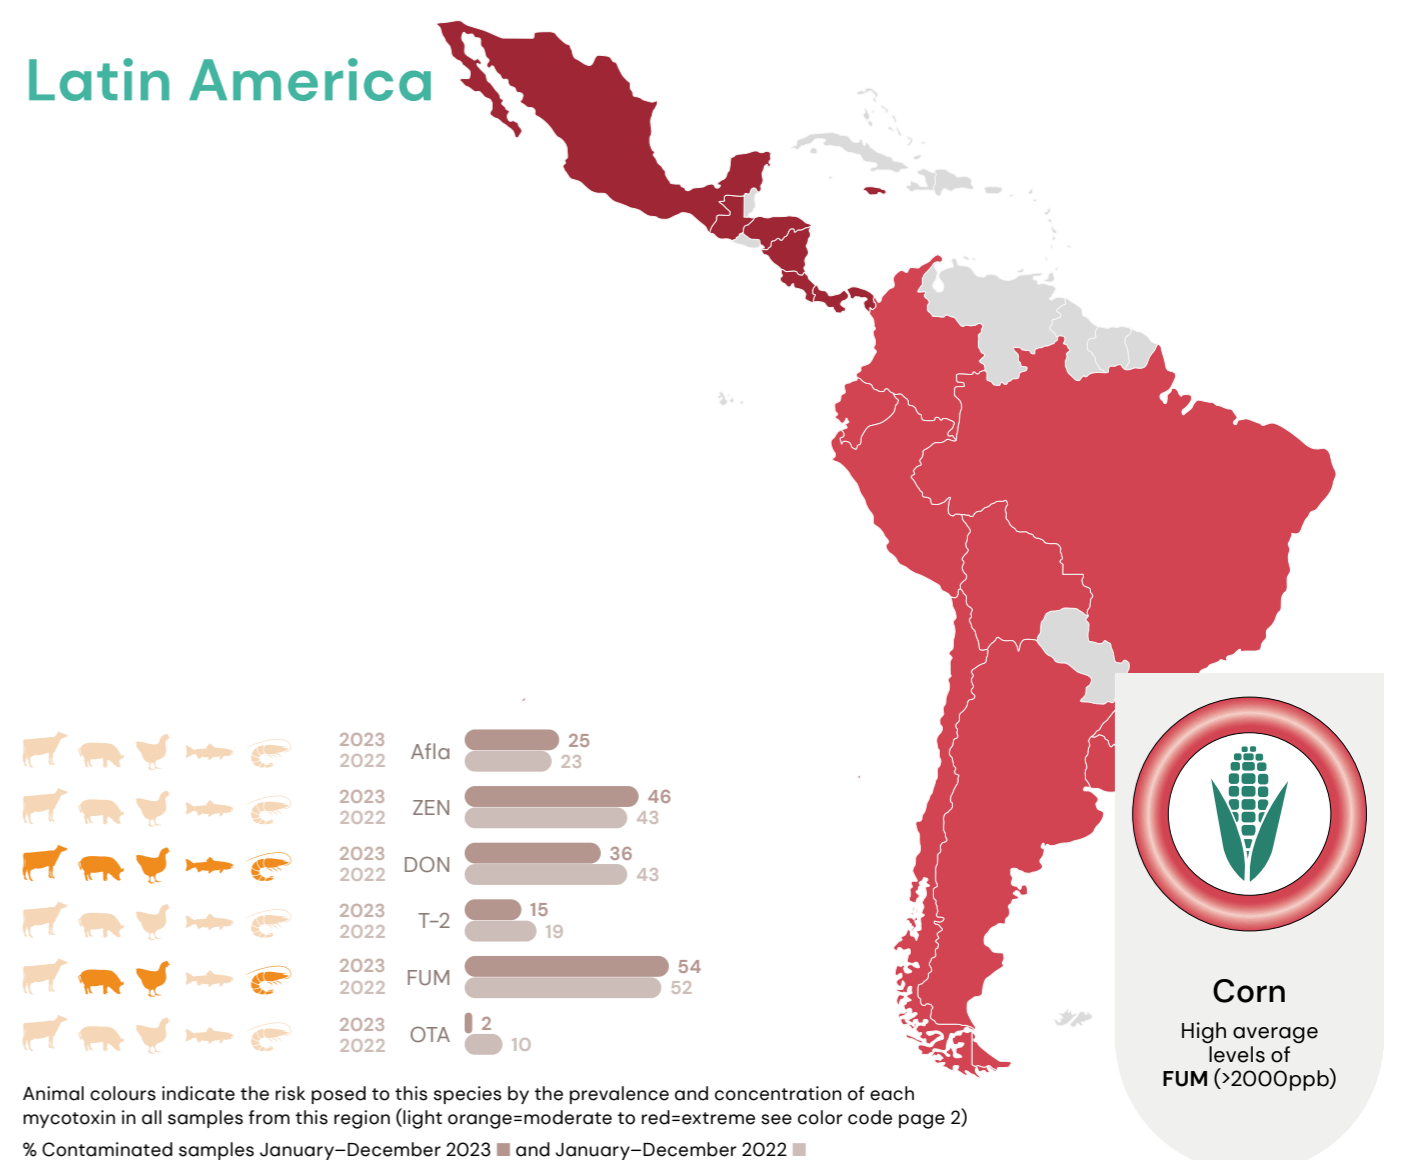 Latin America
2023
2022
Afla
25
23
2023
2022
ZEN
46
43
2023
2022
DON
36
43
2023
2022
T-2
15
19
2023
2022
FUM
54
52
2023
2022
OTA
2
10
Corn
High average
levels of
FUM (>2000ppb)
Animal colours indicate the risk posed to this species by the prevalence and concentration of each
mycotoxin in all samples from this region (light orange=moderate to red=extreme see color code page 2)
% Contaminated samples January–December 2023 and January–December 2022